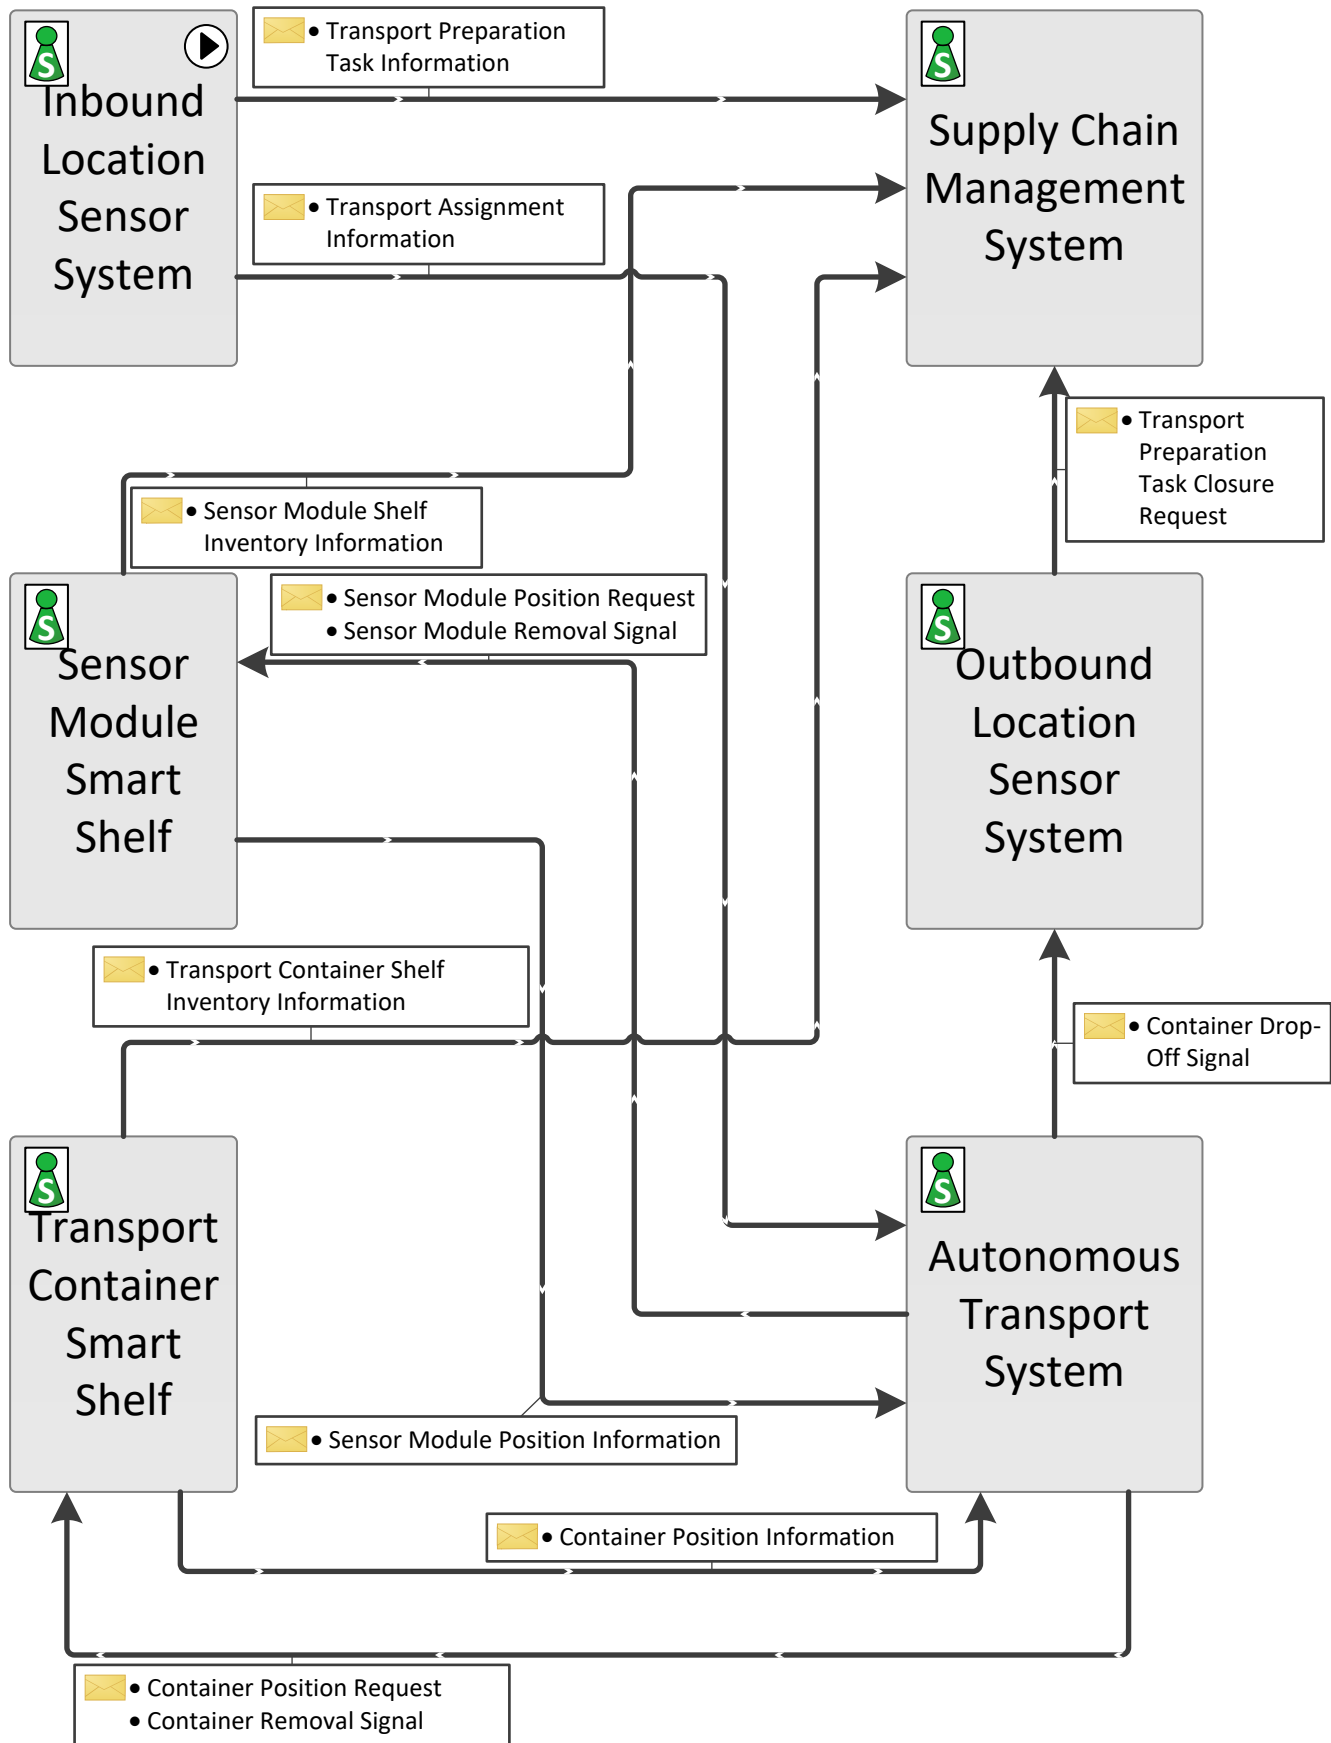 S
Inbound
Location
Sensor
System
• Transport Preparation
Task Information
• Transport Assignment
Information
S
Supply Chain
Management
System
• Transport
Preparation
Task Closure
Request
• Sensor Module Shelf
Inventory Information
• Sensor Module Position Request
• Sensor Module Removal Signal
S
Sensor
Module
Smart
Shelf
S
Outbound
Location
Sensor
System
• Transport Container Shelf
Inventory Information
• Container Drop-
Off Signal
S
Transport
Container
Smart
Shelf
S
Autonomous
Transport
System
• Sensor Module Position Information
• Container Position Information
• Container Position Request
• Container Removal Signal